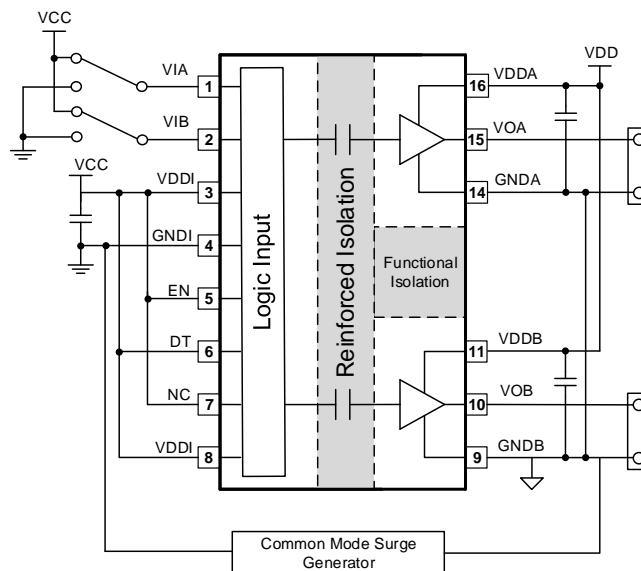 VCC
VDD
VIA
1
16
VDDA
VIB
2
15
VOA
VCC
VDDI
3
14
GNDA
GNDI
4
EN
5
Logic Input
Reinforced Isolation
Functional
Isolation
DT
6
11
VDDB
NC
7
10
VOB
VDDI
8
9
GNDB
Common Mode Surge
Generator